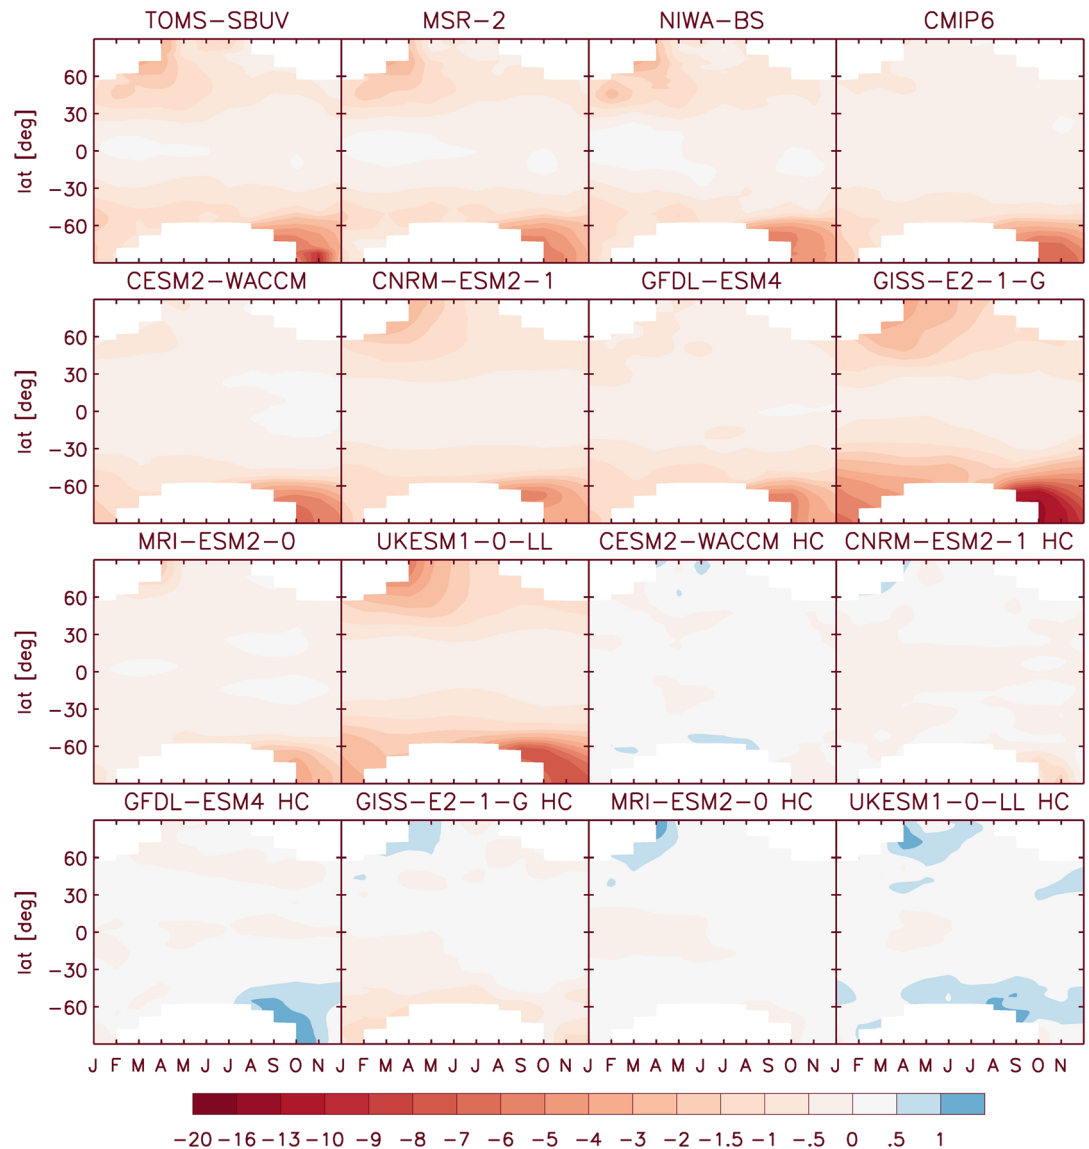 TOMS−SBUV MSR−2 NIWA−BS CMIP6
60
30
0
−30
−60
lat [deg]
CESM2−WACCM CNRM−ESM2−1 GFDL−ESM4 GISS−E2−1−G
60
30
0
−30
−60
lat [deg]
MRI−ESM2−0 UKESM1−0−LL CESM2−WACCM HC CNRM−ESM2−1 HC
60
30
0
−30
−60
lat [deg]
GFDL−ESM4 HC GISS−E2−1−G HC MRI−ESM2−0 HC UKESM1−0−LL HC
60
30
0
−30
−60
lat [deg]
J F M A M J J A S O N J F M A M J J A S O N J F M A M J J A S O N J F M A M J J A S O N
−20 −16 −13 −10 −9 −8 −7 −6 −5 −4 −3 −2 −1.5 −1 −.5 0 .5 1